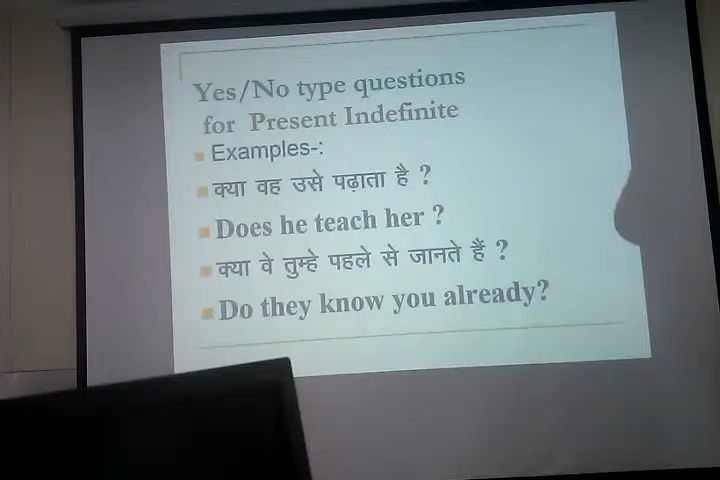 Yes/No type questions
for Present Indefinite
Examples-:
क्या वह उसे पढ़ाता है ?
Does he teach her ?
क्या वे तुम्हे पहले से जानते हैं ?
Do they know you already?